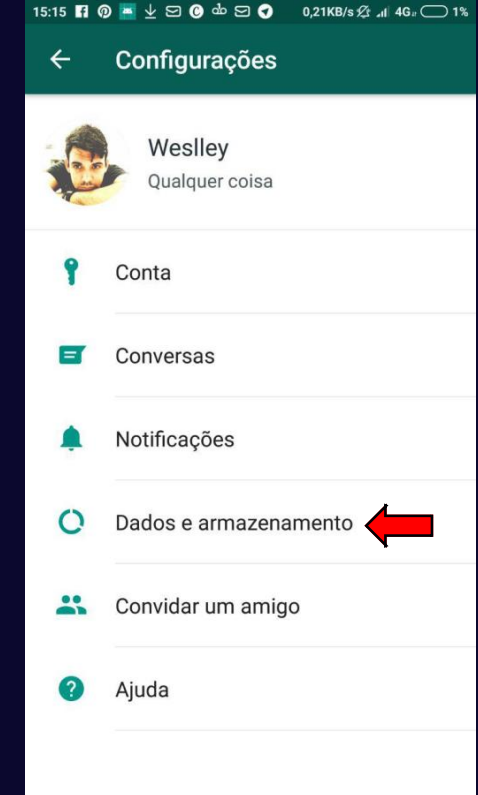 15:15 0,21KB/s 4G 1%
Configurações
Weslley
Qualquer coisa
Conta
Conversas
Notificações
Dados e armazenamento
Convidar um amigo
Ajuda